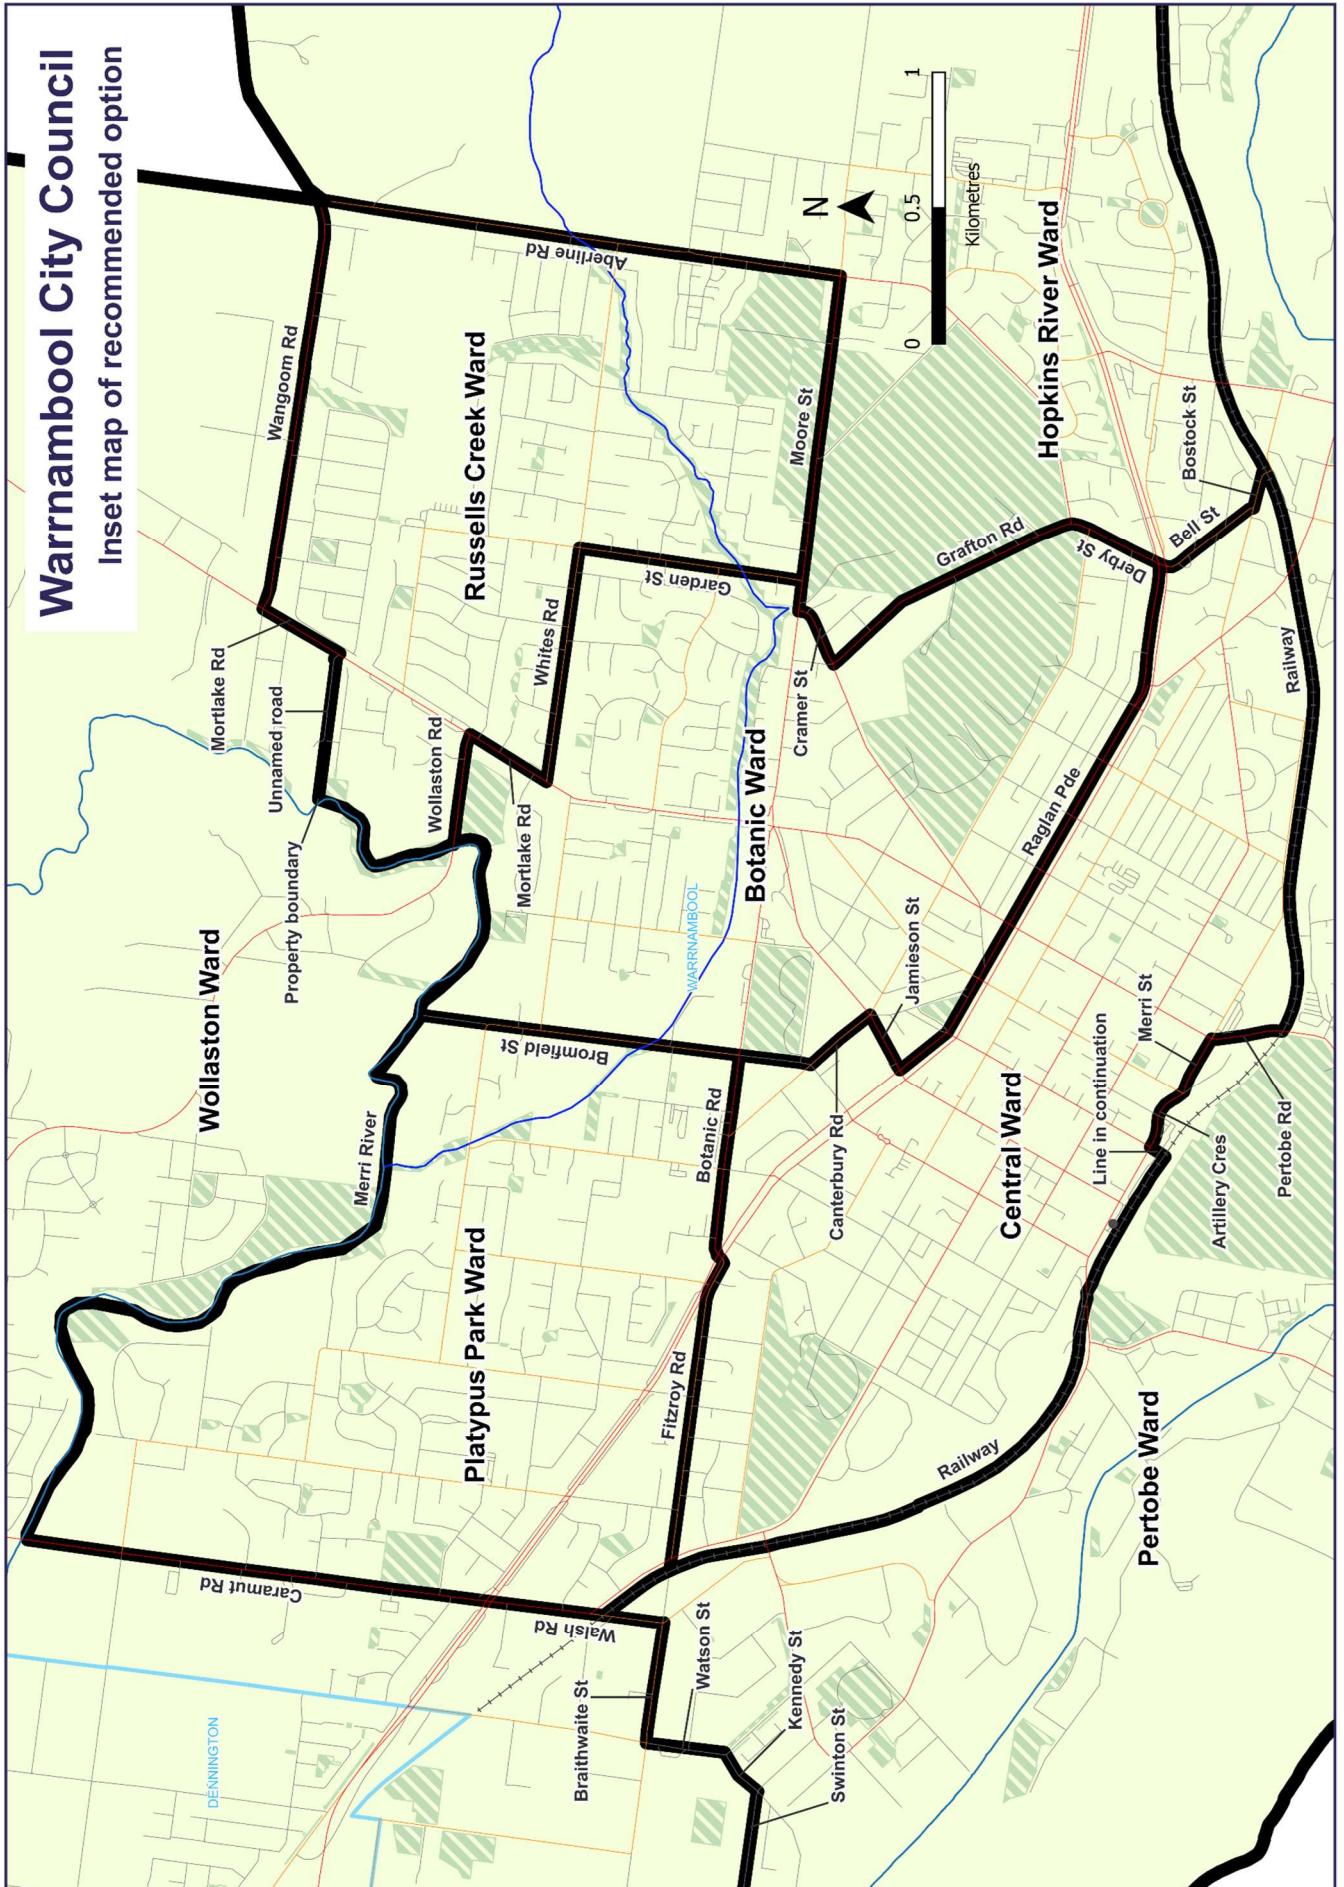 Warrnambool City Council
Inset map of recommended option
Wollaston Ward
Mortlake Rd
Wangoom Rd
Unnamed road
Property boundary
Merri River
Wollaston Rd
Russells Creek Ward
Aberline Rd
DENNINGTON
Caramut Rd
Platypus Park Ward
Bromfield St
Mortlake Rd
Whites Rd
Garden St
Walsh Rd
Braithwaite St
Fitzroy Rd
Botanic Rd
WARRNAMBOOL
Botanic Ward
Moore St
N
Watson St
Kennedy St
Swinton St
Canterbury Rd
Jamieson St
Cramer St
0
0.5
1
Kilometres
Grafton Rd
Railway
Central Ward
Raglan Pde
Derby St
Hopkins River Ward
Line in continuation
Merri St
Bell St
Bostock St
Pertobe Ward
Artillery Cres
Pertobe Rd
Railway